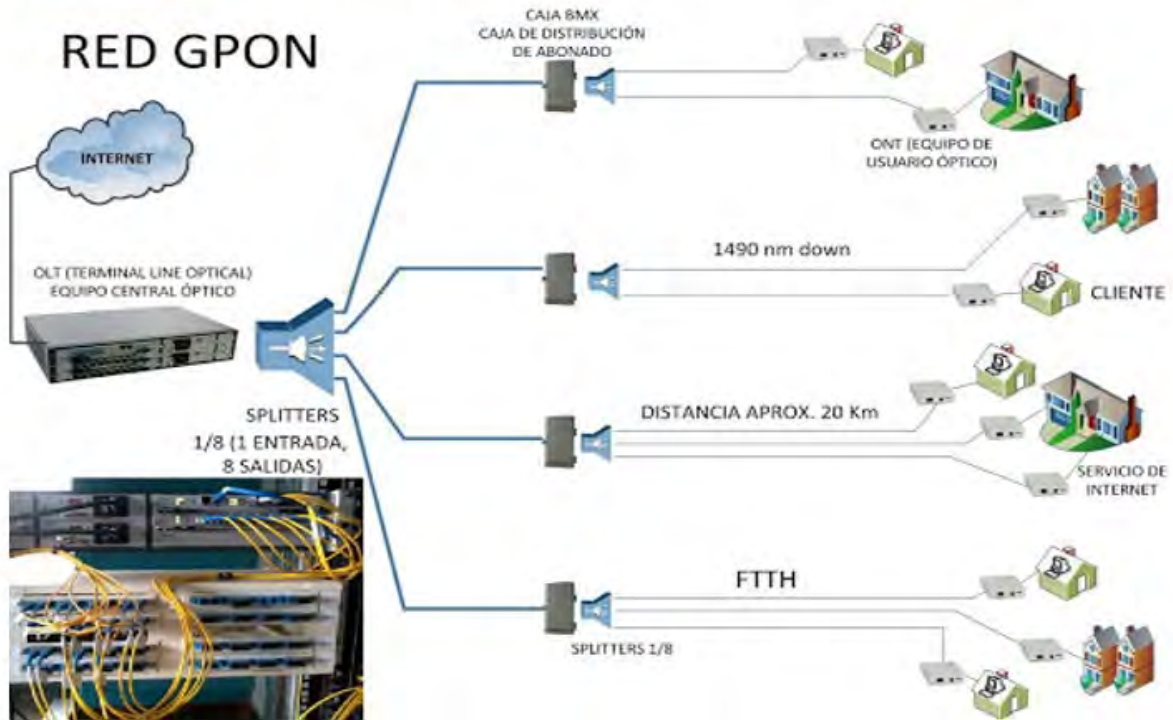 RED GPON
CAJA BMX
CAJA DE DISTRIBUCIÓN
DE ABONADO
INTERNET
ONT (EQUIPO DE
USUARIO ÓPTICO)
OLT (TERMINAL LINE OPTICAL)
EQUIPO CENTRAL ÓPTICO
1490 nm down
CLIENTE
SPLITTERS
1/8 (1 ENTRADA,
8 SALIDAS)
DISTANCIA APROX. 20 Km
SERVICIO DE
INTERNET
FTTH
SPLITTERS 1/8